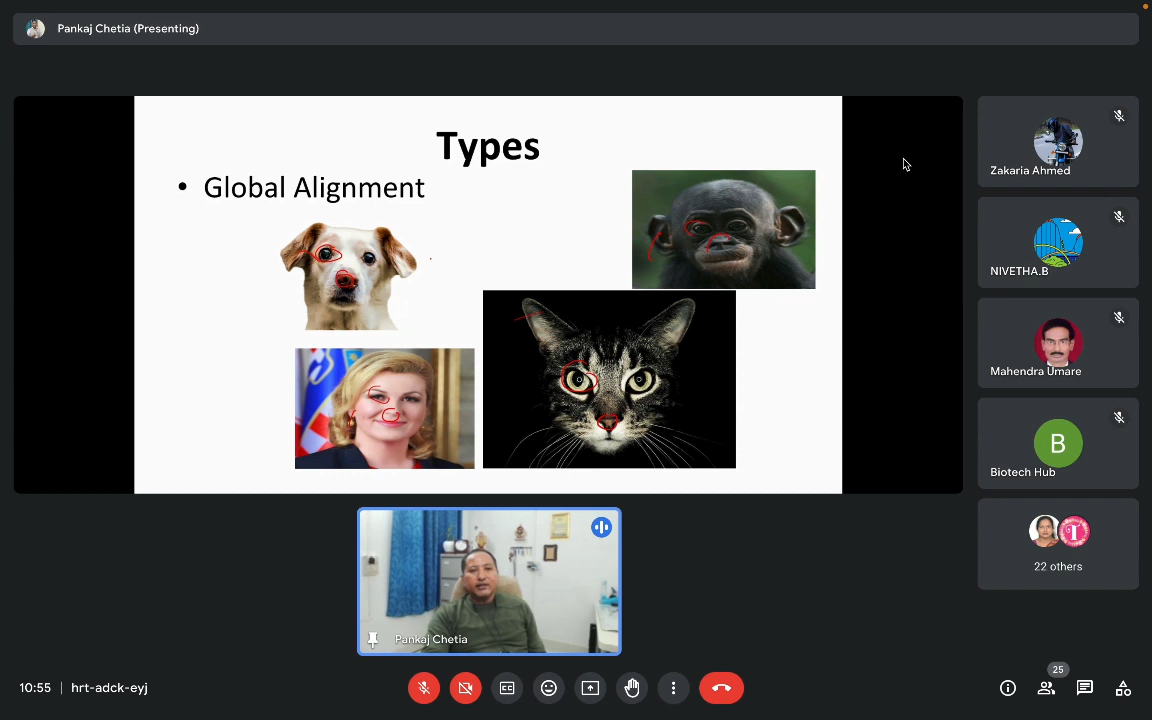 Pankaj Chetia (Presenting)
Types
• Global Alignment
Zakaria Ahmed
NIVETHA.B
Mahendra Umare
B
Biotech Hub
T
22 others
Pankaj Chetia
10:55 | hrt-adck-eyj
CC
25